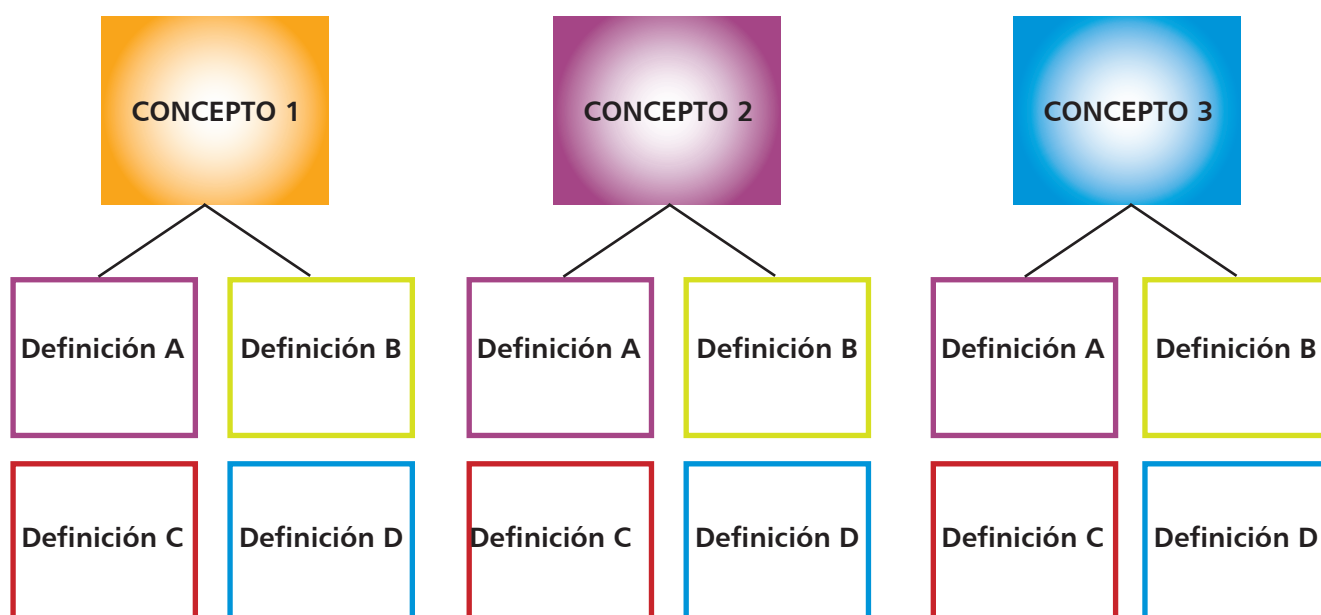 CONCEPTO 1
CONCEPTO 2
CONCEPTO 3
Definición A
Definición B
Definición A
Definición B
Definición A
Definición B
Definición C
Definición D
Definición C
Definición D
Definición C
Definición D